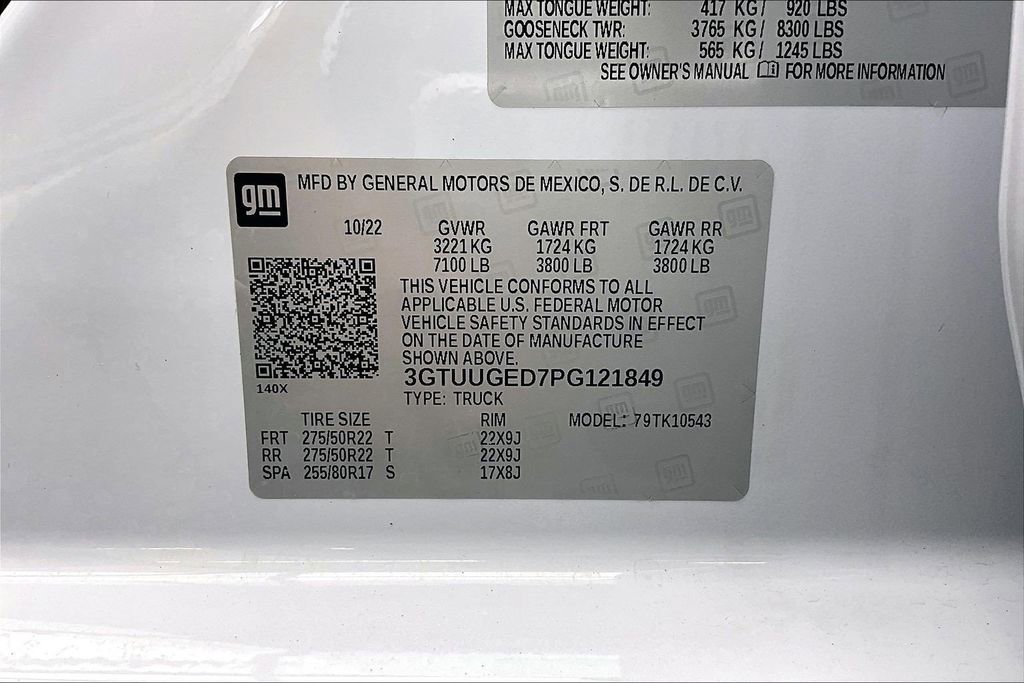 MAX TONGUE WEIGHT: 417 KG/ 920 LBS
GOOSENECK TWR: 3765 KG/ 8300 LBS
MAX TONGUE WEIGHT: 565 KG/ 1245 LBS
SEE OWNER'S MANUAL FOR MORE INFORMATION
gm
MFD BY GENERAL MOTORS DE MEXICO, S. DE R.L. DE C.V.
10/22 GVWR GAWR FRT GAWR RR
3221 KG 1724 KG 1724 KG
7100 LB 3800 LB 3800 LB
THIS VEHICLE CONFORMS TO ALL
APPLICABLE U.S. FEDERAL MOTOR
VEHICLE SAFETY STANDARDS IN EFFECT
ON THE DATE OF MANUFACTURE
SHOWN ABOVE.
3GTUUGED7PG121849
140X
TYPE: TRUCK
TIRE SIZE RIM MODEL: 79TK10543
FRT 275/50R22 T 22X9J
RR 275/50R22 T 22X9J
SPA 255/80R17 S 17X8J